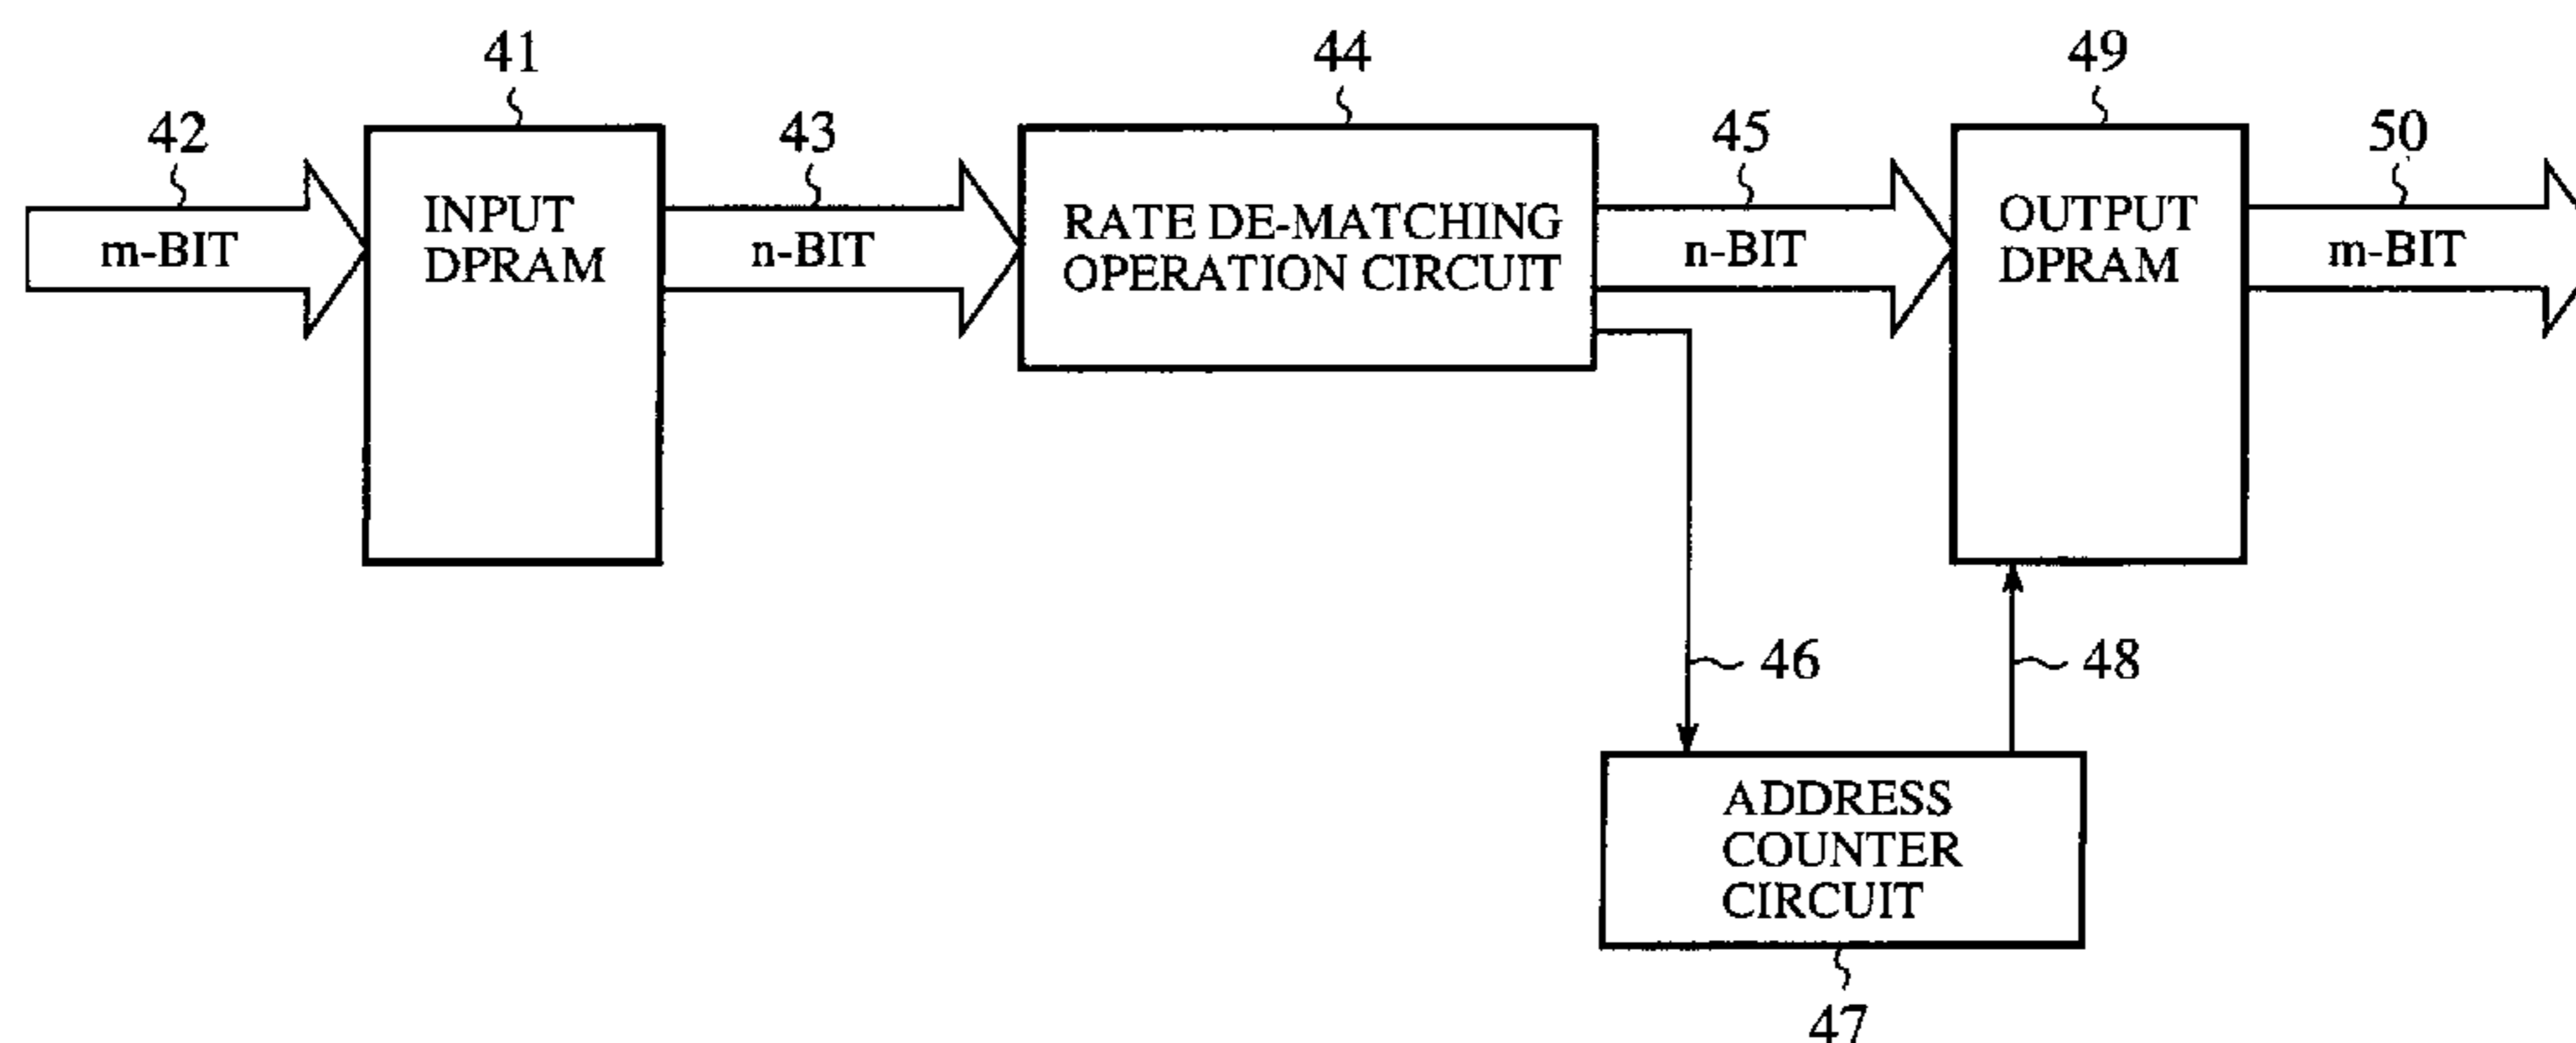 41
44
49
42
43
45
50
m-BIT
INPUT
DPRAM
n-BIT
RATE DE-MATCHING
OPERATION CIRCUIT
n-BIT
OUTPUT
DPRAM
m-BIT
46
48
ADDRESS
COUNTER
CIRCUIT
47